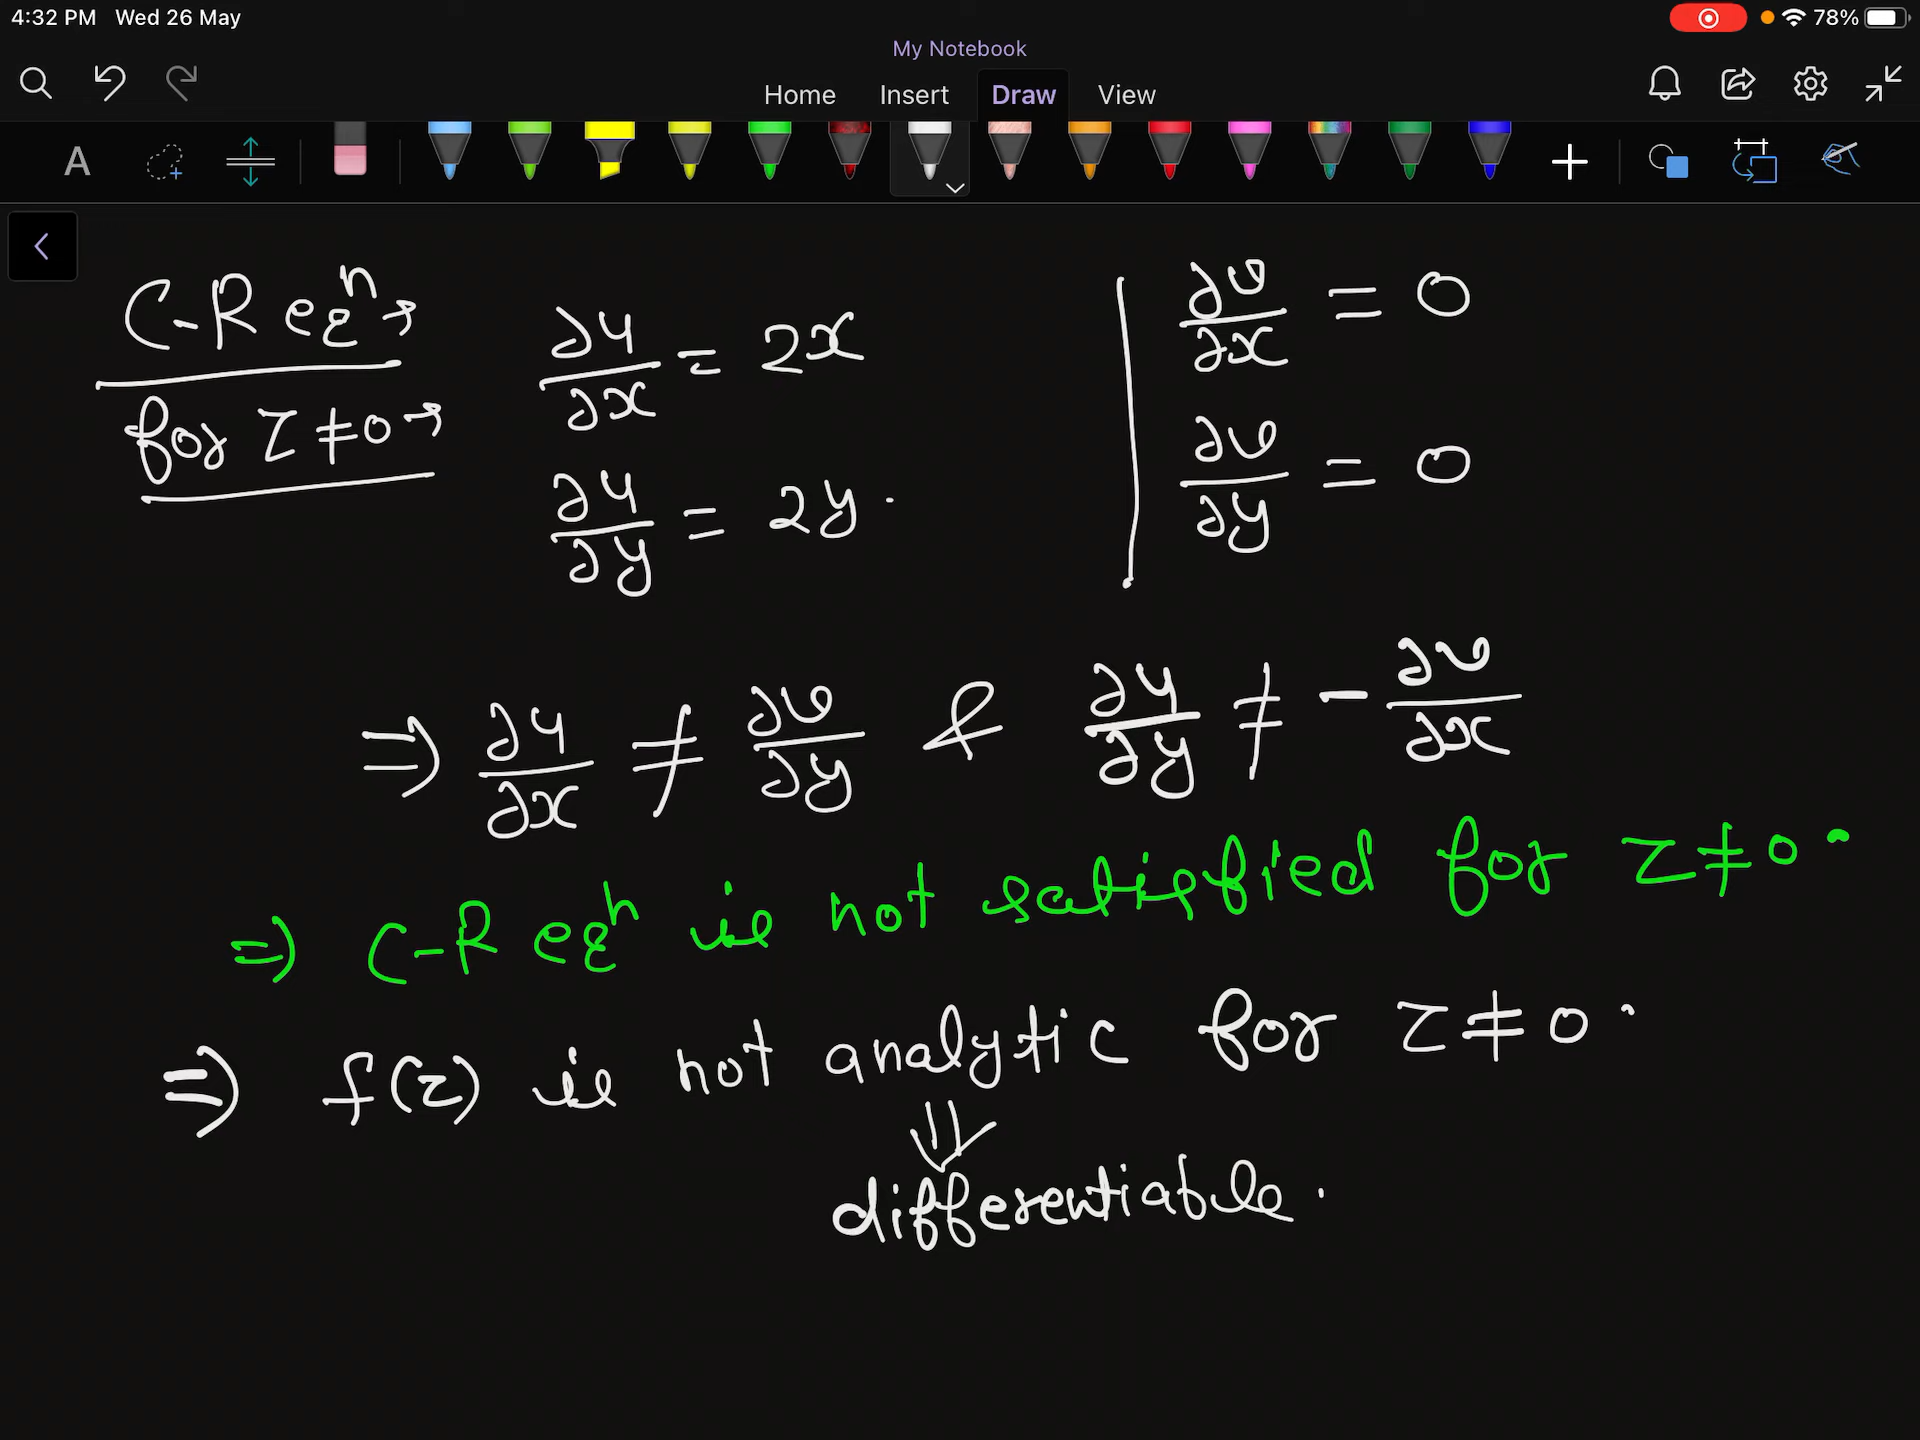 4:32 PM Wed 26 May
78%
My Notebook
Home Insert Draw View
A
C-R eqⁿ→
for z≠0→
∂u/∂x = 2x
∂u/∂y = 2y.
∂v/∂x = 0
∂v/∂y = 0
⇒ ∂u/∂x ≠ ∂v/∂y & ∂u/∂y ≠ -∂v/∂x
⇒ C-R eqⁿ is not satisfied for z≠0.
⇒ f(z) is not analytic for z≠0.
⇓
differentiable.